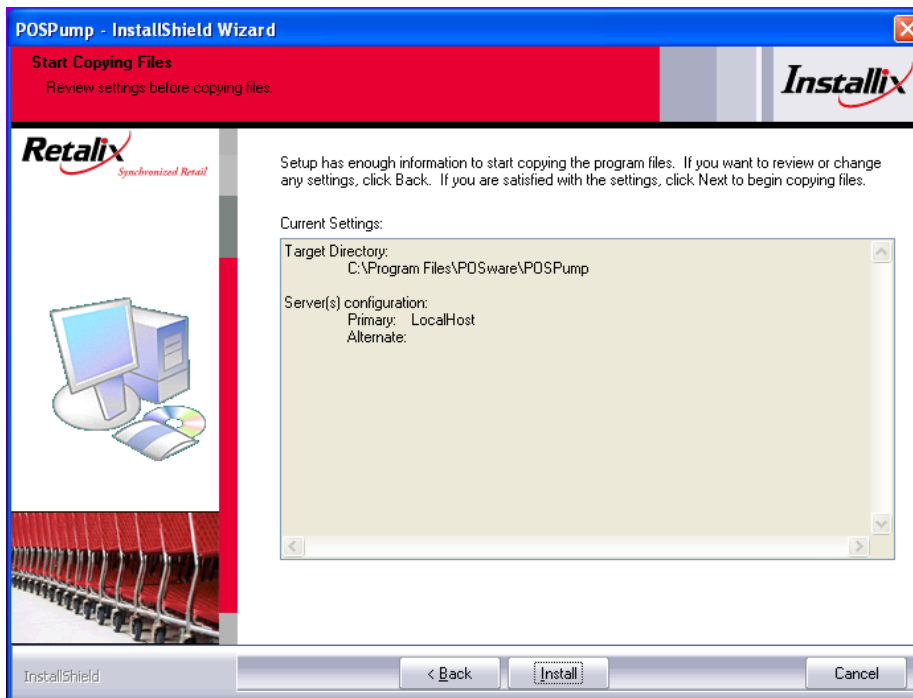 POSPump - InstallShield Wizard
Start Copying Files
Review settings before copying files.
Installix
Retalix
Synchronized Retail
Setup has enough information to start copying the program files.  If you want to review or change
any settings, click Back.  If you are satisfied with the settings, click Next to begin copying files.
Current Settings:
Target Directory:
C:\Program Files\POSware\POSPump
Server(s) configuration:
Primary:   LocalHost
Alternate:
InstallShield
< Back
Install
Cancel